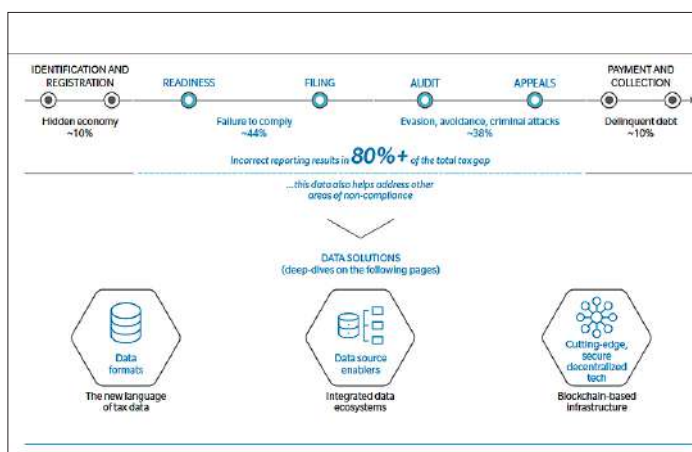 IDENTIFICATION AND
REGISTRATION
READINESS
FILING
AUDIT
APPEALS
PAYMENT AND
COLLECTION
Hidden economy
~10%
Failure to comply
~44%
Evasion, avoidance, criminal attacks
~38%
Delinquent debt
~10%
Incorrect reporting results in 80%+ of the total tax gap
...this data also helps address other
areas of non-compliance
DATA SOLUTIONS
(deep-dives on the following pages)
Data
formats
The new language
of tax data
Data source
enablers
Integrated data
ecosystems
Cutting-edge,
secure
decentralized
tech
Blockchain-based
infrastructure